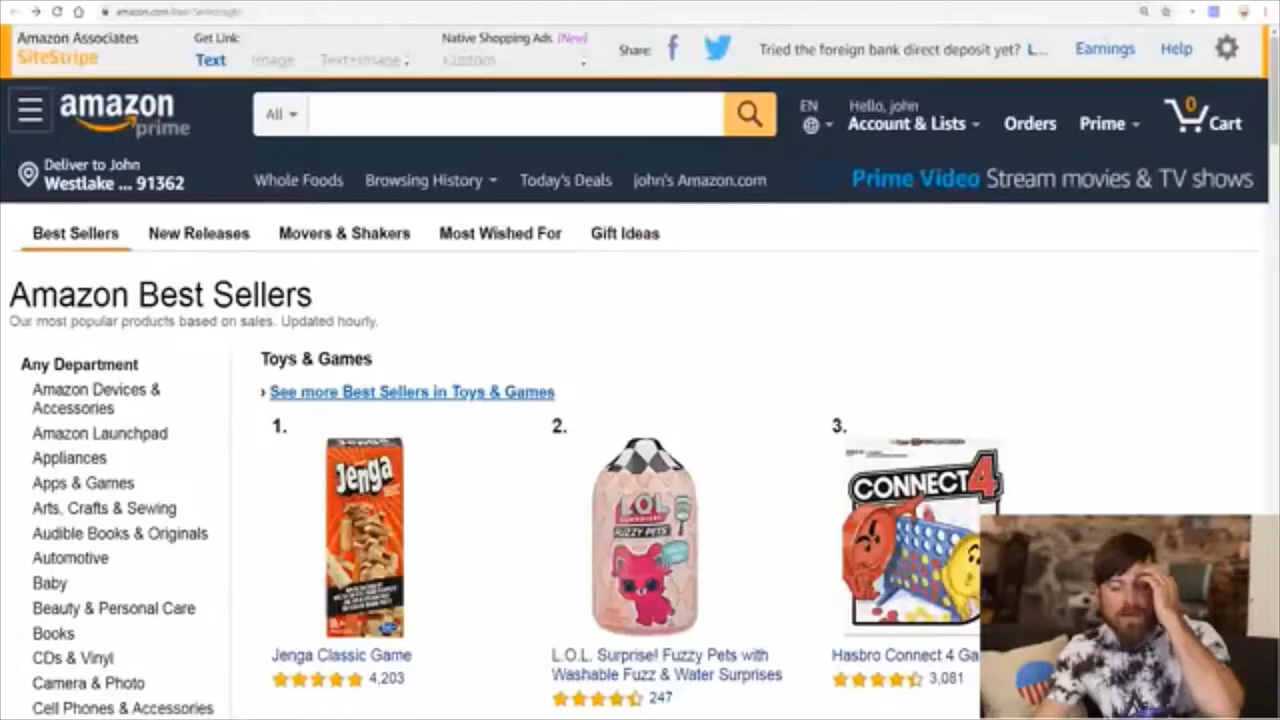 Amazon Associates
SiteStripe
Get Link:
Text Image Text+Image
Native Shopping Ads (New)
Custom
Share:
Tried the foreign bank direct deposit yet? L...
Earnings
Help
amazon
prime
All
EN
Hello, john
Account & Lists
Orders
Prime
0
Cart
Deliver to John
Westlake ... 91362
Whole Foods
Browsing History
Today's Deals
john's Amazon.com
Prime Video Stream movies & TV shows
Best Sellers
New Releases
Movers & Shakers
Most Wished For
Gift Ideas
Amazon Best Sellers
Our most popular products based on sales. Updated hourly.
Any Department
Amazon Devices &
Accessories
Amazon Launchpad
Appliances
Apps & Games
Arts, Crafts & Sewing
Audible Books & Originals
Automotive
Baby
Beauty & Personal Care
Books
CDs & Vinyl
Camera & Photo
Cell Phones & Accessories
Toys & Games
› See more Best Sellers in Toys & Games
1.
Jenga
Jenga Classic Game
4,203
2.
LOL
SURPRISE!
FUZZY PETS
L.O.L. Surprise! Fuzzy Pets with
Washable Fuzz & Water Surprises
247
3.
CONNECT 4
Hasbro Connect 4 Ga
3,081